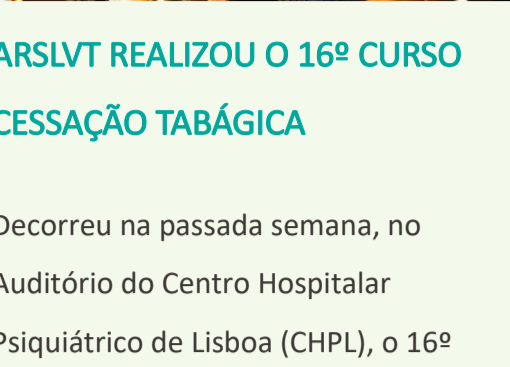 ARSLVT REALIZOU O 16º CURSO
CESSAÇÃO TABÁGICA
Decorreu na passada semana, no
Auditório do Centro Hospitalar
Psiquiátrico de Lisboa (CHPL), o 16º